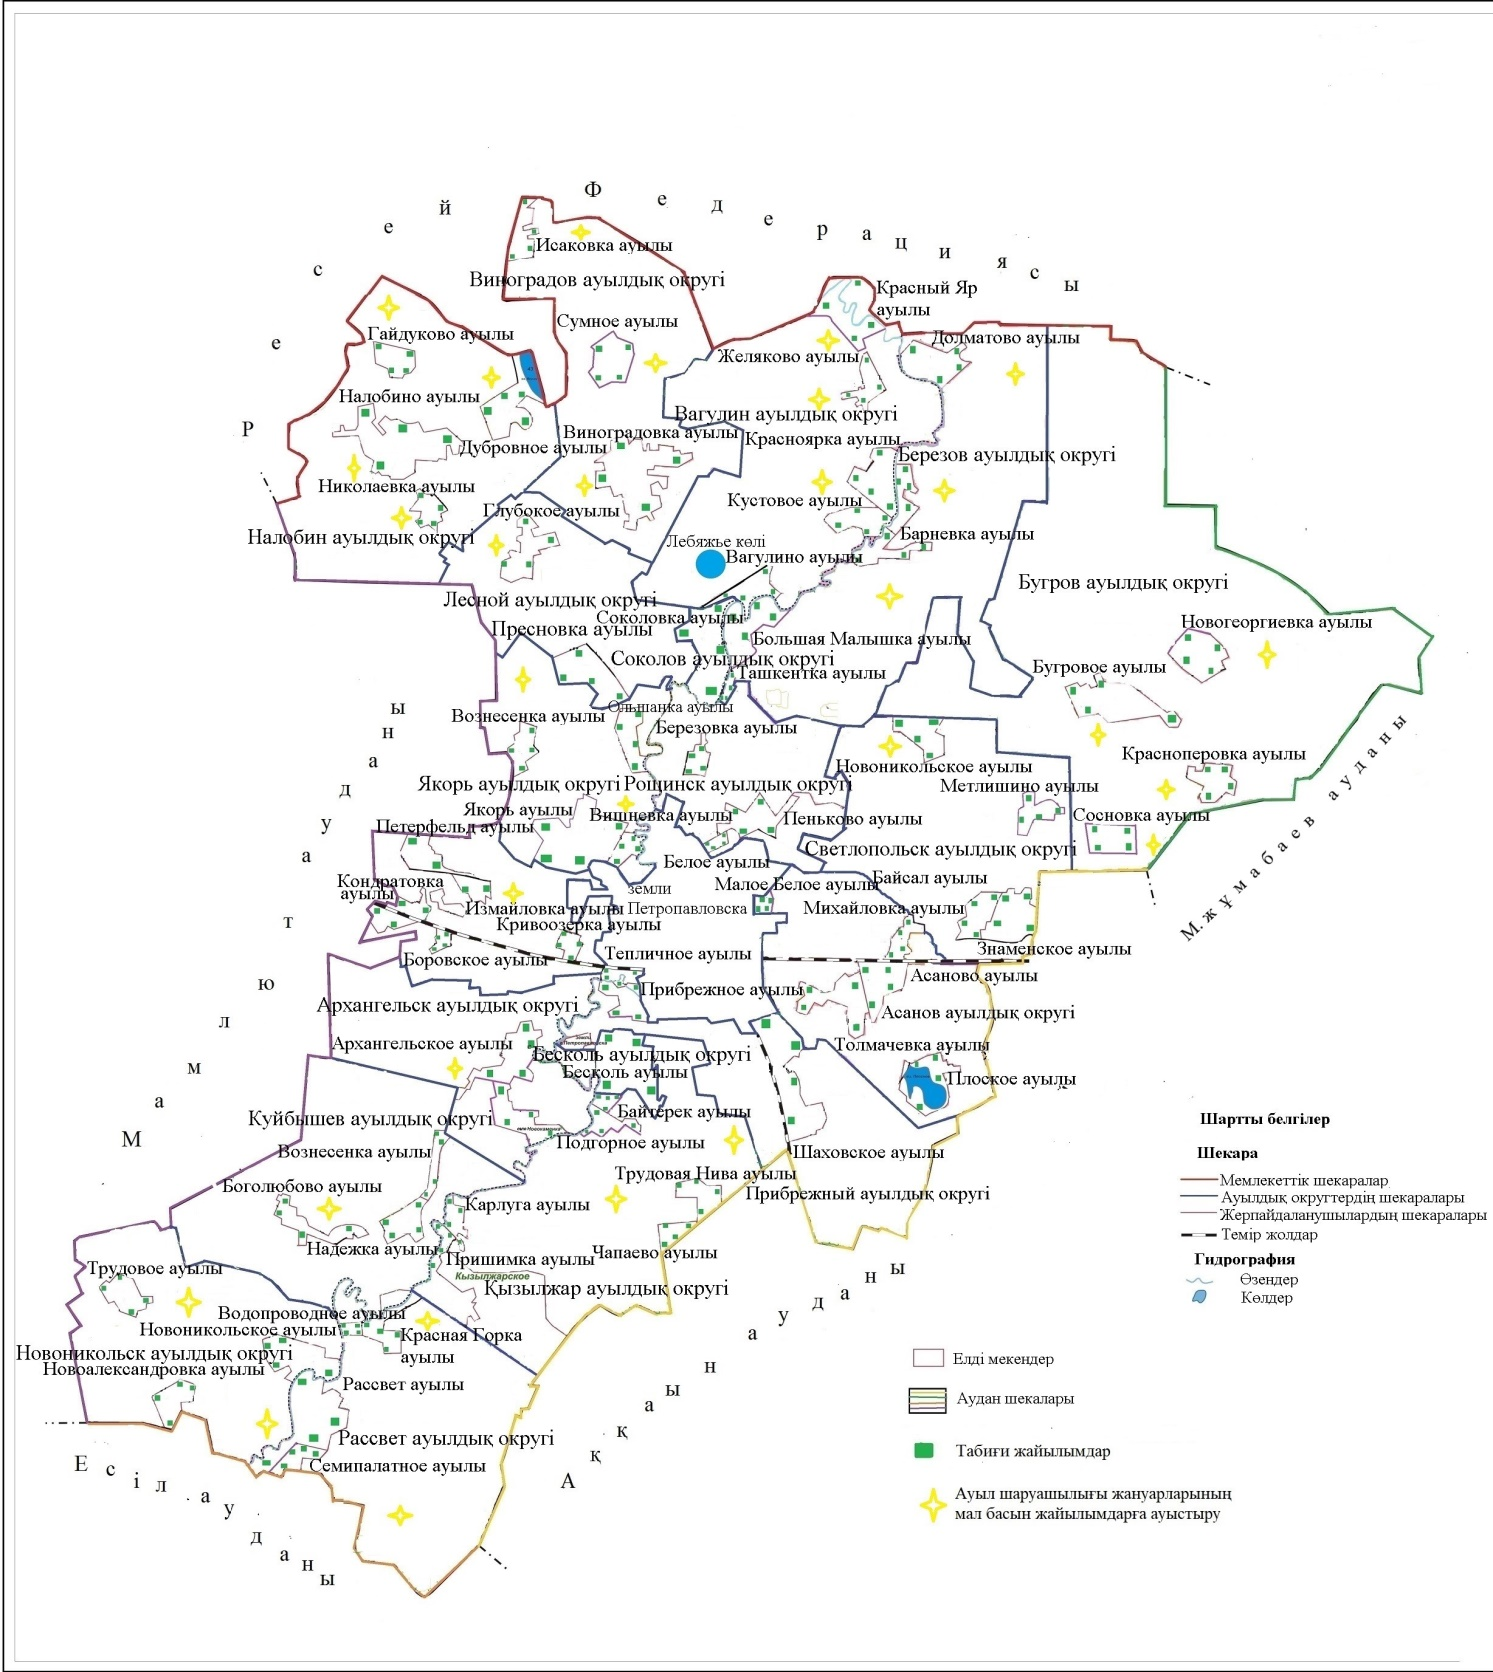 Ресей Федерациясы
Исаковка ауылы
Виноградов ауылдық округі
Красный Яр
ауылы
Сумное ауылы
Гайдуково ауылы
Долматово ауылы
Желяково ауылы
Налобино ауылы
Вагулин ауылдық округі
Виноградовка ауылы
Красноярка ауылы
Дубровное ауылы
Березов ауылдық округі
Николаевка ауылы
Кустовое ауылы
Глубокое ауылы
Налобин ауылдық округі
Барневка ауылы
Лебяжье көлі
Вагулино ауылы
Бугров ауылдық округі
Лесной ауылдық округі
Соколовка ауылы
Новогеоргиевка ауылы
Пресновка ауылы
Большая Малышка ауылы
Соколов ауылдық округі
Бугровое ауылы
Ташкентка ауылы
Ольшанка ауылы
Вознесенка ауылы
Березовка ауылы
Красноперовка ауылы
Новоникольское ауылы
Якорь ауылдық округі
Рощинск ауылдық округі
Метлишино ауылы
Якорь ауылы
Вишневка ауылы
Пеньково ауылы
Сосновка ауылы
Петерфельд ауылы
Светлопольск ауылдық округі
Белое ауылы
Байсал ауылы
Кондратовка
ауылы
земли
Петропавловска
Малое Белое ауылы
Измайловка ауылы
Михайловка ауылы
Кривоозерка ауылы
Знаменское ауылы
Тепличное ауылы
Боровское ауылы
Асаново ауылы
Прибрежное ауылы
Архангельск ауылдық округі
Асанов ауылдық округі
Архангельское ауылы
Толмачевка ауылы
Бесколь ауылдық округі
Бесколь ауылы
Плоское ауылы
Байтерек ауылы
Куйбышев ауылдық округі
Подгорное ауылы
Вознесенка ауылы
Шаховское ауылы
Трудовая Нива ауылы
Боголюбово ауылы
Прибрежный ауылдық округі
Карлуга ауылы
Надежка ауылы
Чапаево ауылы
Пришимка ауылы
Трудовое ауылы
Кызылжарское
Қызылжар ауылдық округі
Водопроводное ауылы
Новоникольское ауылы
Красная Горка
ауылы
Новоникольск ауылдық округі
Новоалександровка ауылы
Рассвет ауылы
Рассвет ауылдық округі
Семипалатное ауылы
М.жұмабаев ауданы
Мамлют ауданы
Есіл ауданы
Аққайын ауданы
Шартты белгілер
Шекара
Мемлекеттік шекаралар
Ауылдық округтердің шекаралары
Жерпайдаланушылардың шекаралары
Темір жолдар
Гидрография
Өзендер
Көлдер
Елді мекендер
Аудан шекалары
Табиғи жайылымдар
Ауыл шаруашылығы жануарларының
мал басын жайылымдарға ауыстыру